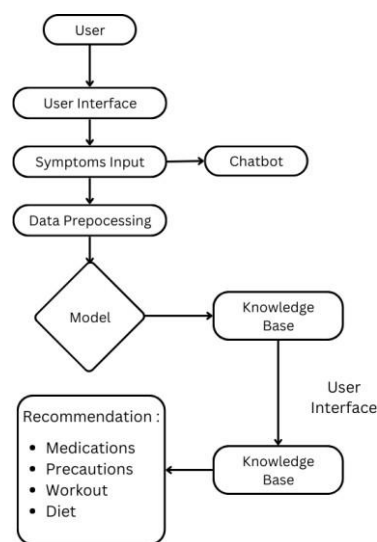 User
User Interface
Symptoms Input
Chatbot
Data Prepocessing
Model
Knowledge
Base
User
Interface
Recommendation :
• Medications
• Precautions
• Workout
• Diet
Knowledge
Base